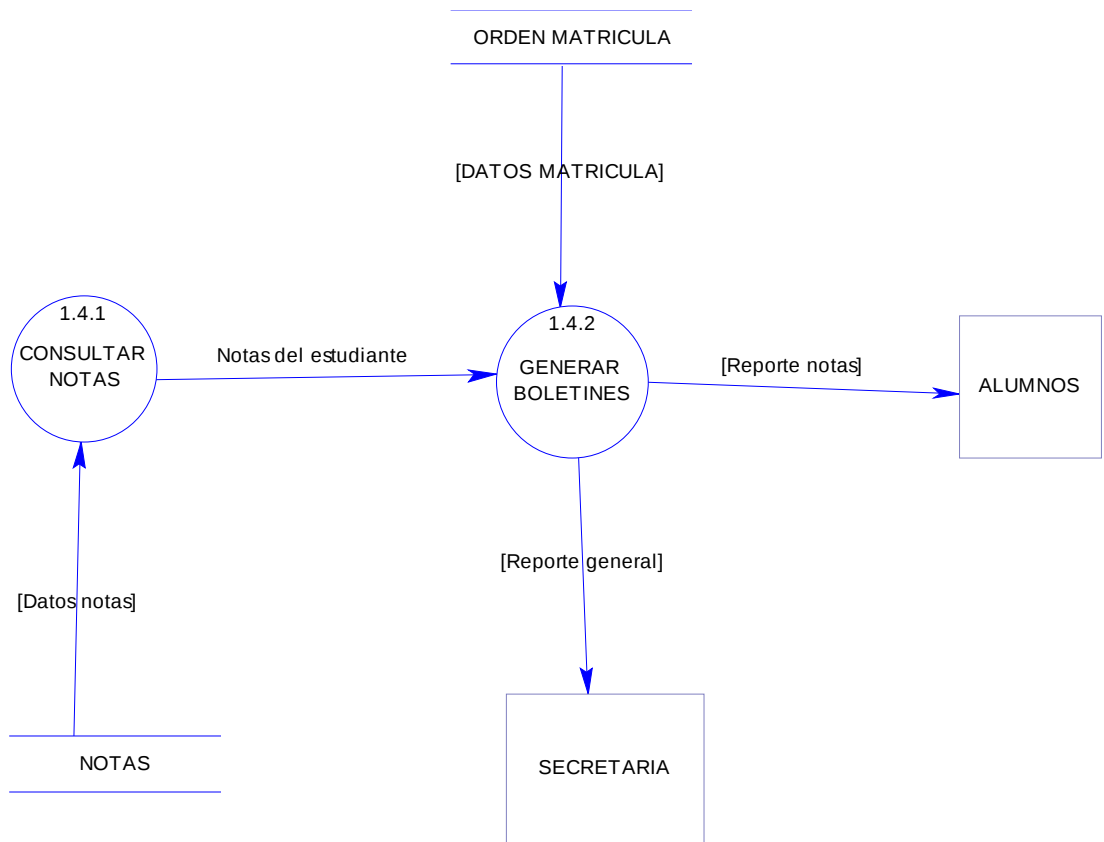 ORDEN MATRICULA
[DATOS MATRICULA]
1.4.1
CONSULTAR
NOTAS
Notas del estudiante
1.4.2
GENERAR
BOLETINES
[Reporte notas]
ALUMNOS
[Reporte general]
[Datos notas]
NOTAS
SECRETARIA